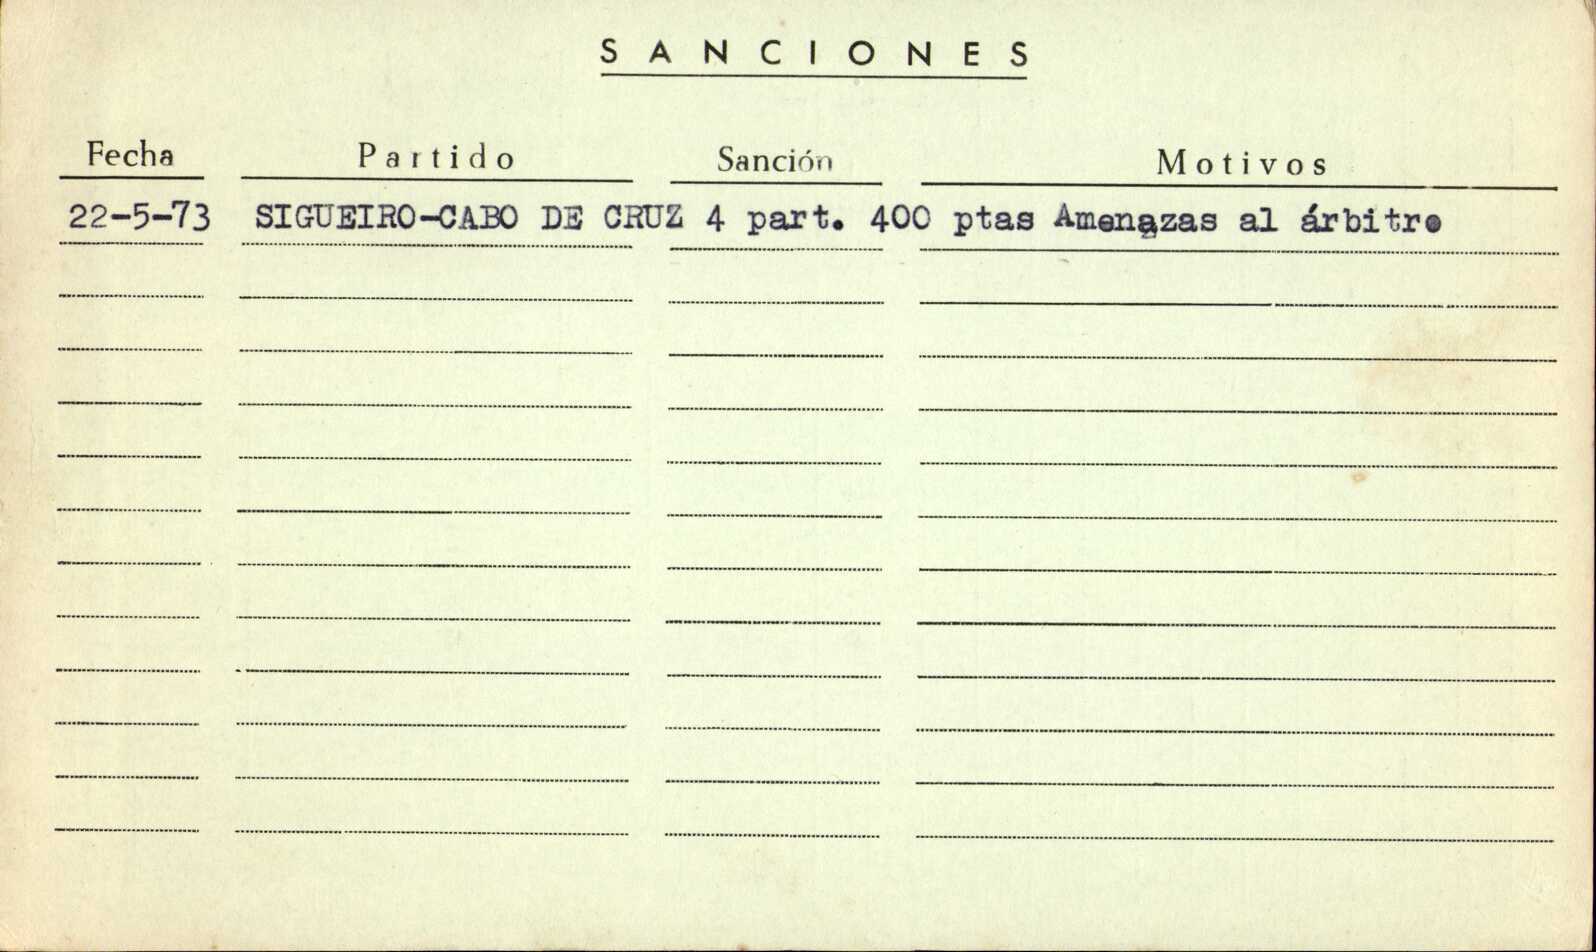 SANCIONES
Fecha Partido Sanción Motivos
22-5-73 SIGUEIRO-CABO DE CRUZ 4 part. 400 ptas Amenazas al árbitro